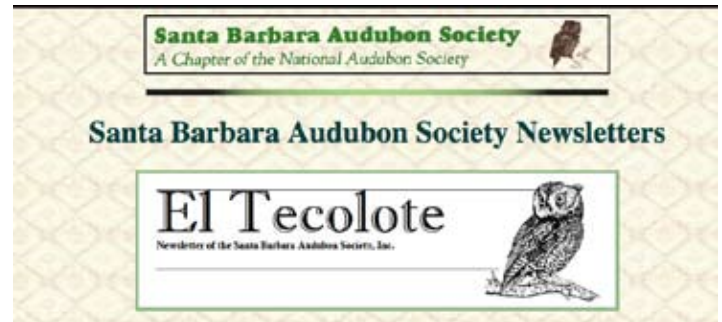 Santa Barbara Audubon Society
A Chapter of the National Audubon Society
Santa Barbara Audubon Society Newsletters
El Tecolote
Newsletter of the Santa Barbara Audubon Society, Inc.